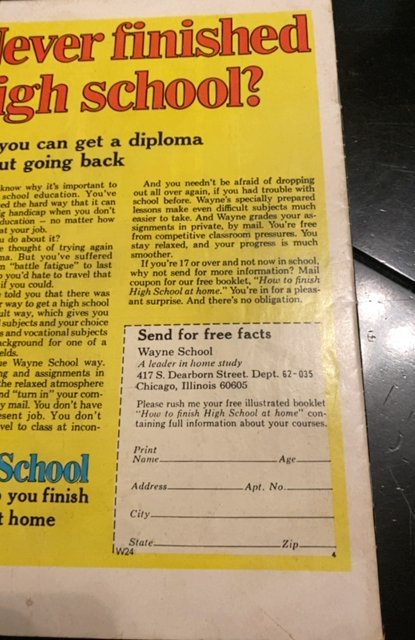 Never finished
high school?
you can get a diploma
ut going back
know why it's important to
school education. You've
ed the hard way that it can
ig handicap when you don't
ducation — no matter how
at your job.
u do about it?
e thought of trying again
ma. But you've suffered
n "battle fatigue" to last
o you'd hate to travel that
if you could.
e told you that there was
r way to get a high school
ult way, which gives you
l subjects and your choice
s and vocational subjects
ackground for one of a
elds.
he Wayne School way.
ng and assignments in
the relaxed atmosphere
nd "turn in" your com-
y mail. You don't have
esent job. You don't
vel to class at incon-
School
you finish
t home
And you needn't be afraid of dropping
out all over again, if you had trouble with
school before. Wayne's specially prepared
lessons make even difficult subjects much
easier to take. And Wayne grades your as-
signments in private, by mail. You're free
from competitive classroom pressures. You
stay relaxed, and your progress is much
smoother.
If you're 17 or over and not now in school,
why not send for more information? Mail
coupon for our free booklet, "How to finish
High School at home." You're in for a pleas-
ant surprise. And there's no obligation.
Send for free facts
Wayne School
A leader in home study
417 S. Dearborn Street. Dept. 62-035
Chicago, Illinois 60605
Please rush me your free illustrated booklet
"How to finish High School at home" con-
taining full information about your courses.
Print
Name Age
Address Apt. No.
City
State Zip
W24 4